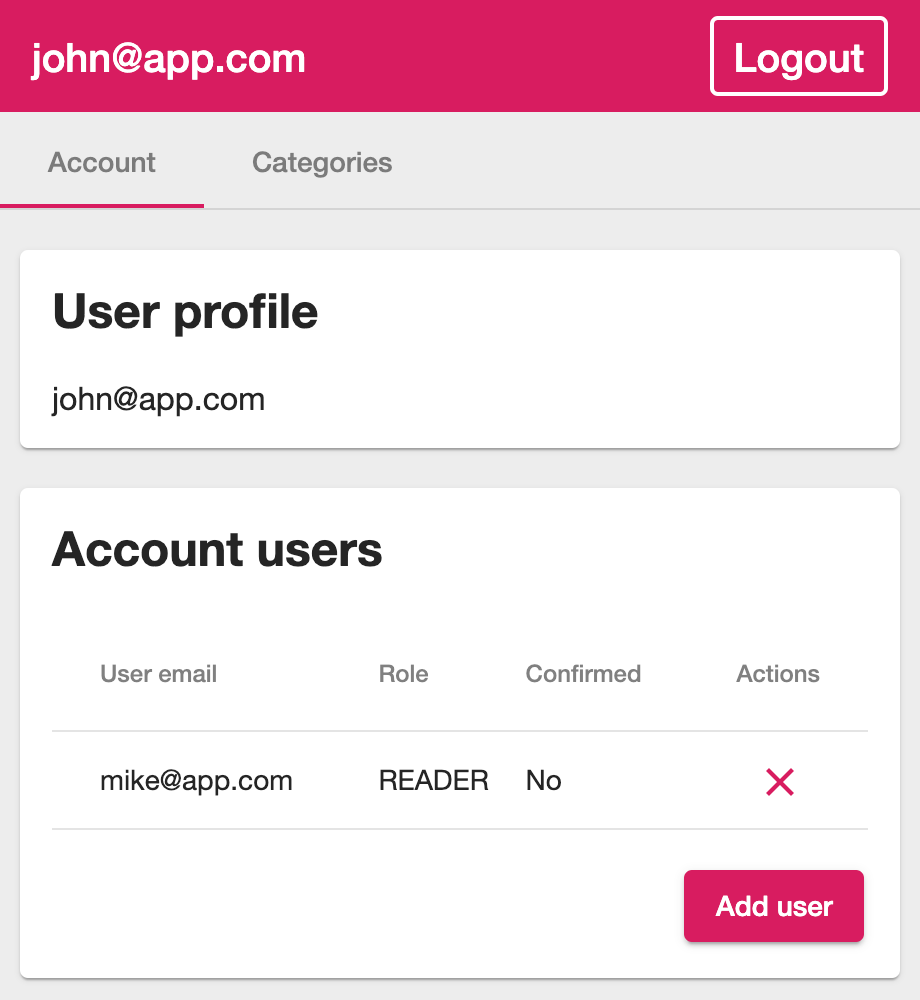 john@app.com Logout
Account Categories
User profile
john@app.com
Account users
User email Role Confirmed Actions
mike@app.com READER No
Add user